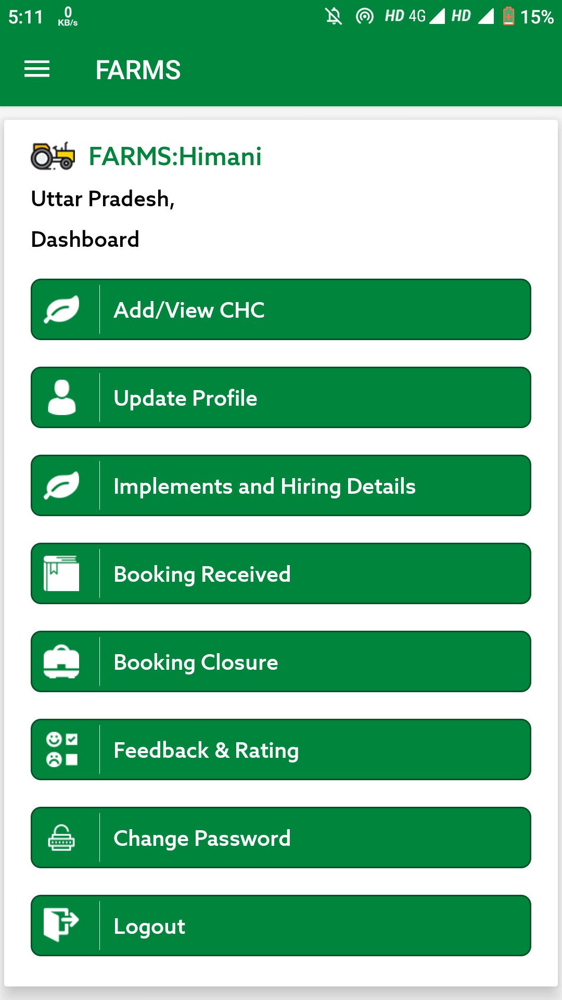 5:11 0 KB/s HD 4G HD 15%
FARMS
FARMS:Himani
Uttar Pradesh,
Dashboard
Add/View CHC
Update Profile
Implements and Hiring Details
Booking Received
Booking Closure
Feedback & Rating
Change Password
Logout